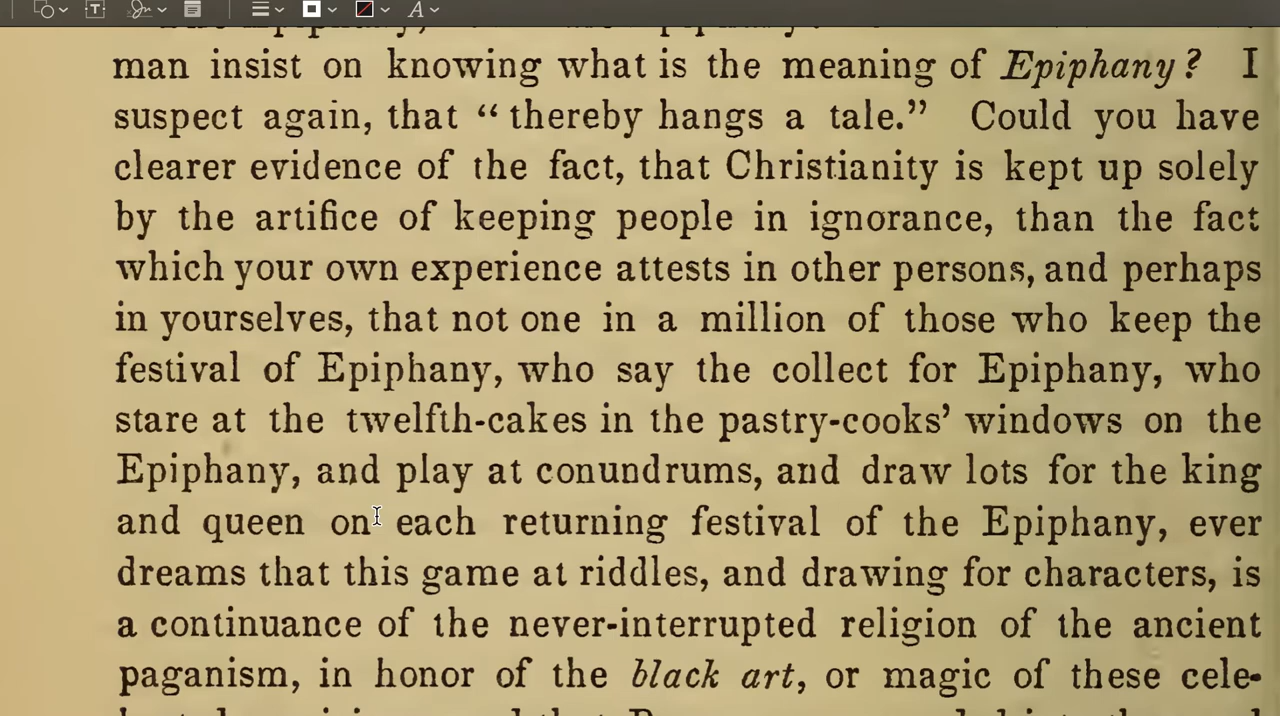 man insist on knowing what is the meaning of Epiphany? I
suspect again, that “thereby hangs a tale.” Could you have
clearer evidence of the fact, that Christianity is kept up solely
by the artifice of keeping people in ignorance, than the fact
which your own experience attests in other persons, and perhaps
in yourselves, that not one in a million of those who keep the
festival of Epiphany, who say the collect for Epiphany, who
stare at the twelfth-cakes in the pastry-cooks’ windows on the
Epiphany, and play at conundrums, and draw lots for the king
and queen on each returning festival of the Epiphany, ever
dreams that this game at riddles, and drawing for characters, is
a continuance of the never-interrupted religion of the ancient
paganism, in honor of the black art, or magic of these cele-